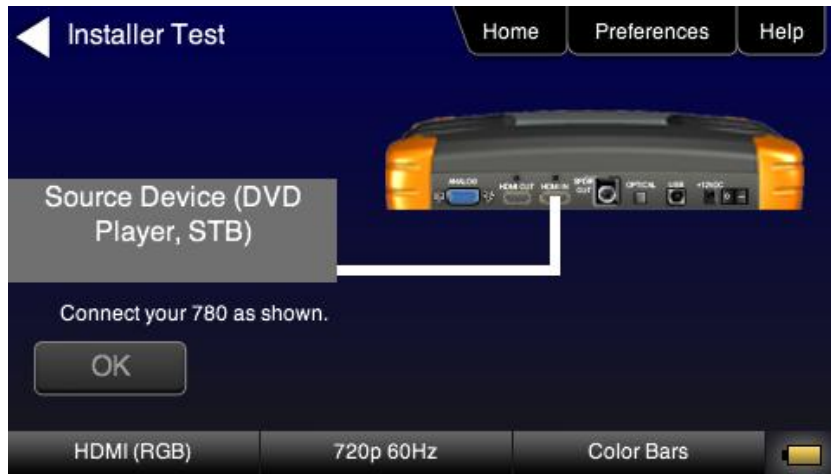 Installer Test
Home
Preferences
Help
ANALOG
HDMI OUT
HDMI IN
SPDIF
OUT
OPTICAL
USB
+12VDC
Source Device (DVD
Player, STB)
Connect your 780 as shown.
OK
HDMI (RGB)
720p 60Hz
Color Bars